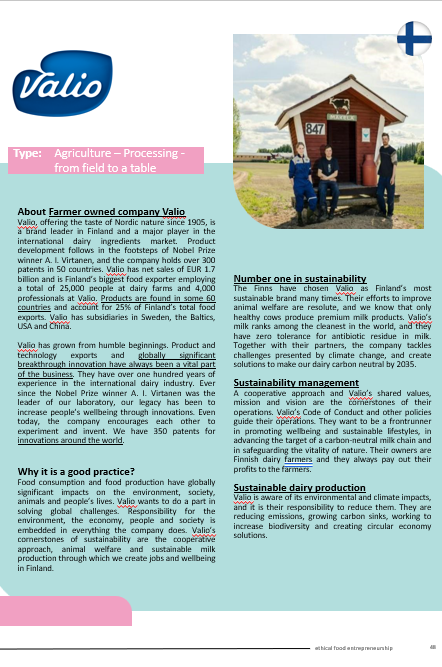 Valio
Type: Agriculture – Processing -
from field to a table
847
About Farmer owned company Valio
Valio, offering the taste of Nordic nature since 1905, is
a brand leader in Finland and a major player in the
international dairy ingredients market. Product
development follows in the footsteps of Nobel Prize
winner A. I. Virtanen, and the company holds over 300
patents in 50 countries. Valio has net sales of EUR 1.7
billion and is Finland's biggest food exporter employing
a total of 25,000 people at dairy farms and 4,000
professionals at Valio. Products are found in some 60
countries and account for 25% of Finland's total food
exports. Valio has subsidiaries in Sweden, the Baltics,
USA and China.
Valio has grown from humble beginnings. Product and
technology exports and globally significant
breakthrough innovation have always been a vital part
of the business. They have over one hundred years of
experience in the international dairy industry. Ever
since the Nobel Prize winner A. I. Virtanen was the
leader of our laboratory, our legacy has been to
increase people's wellbeing through innovations. Even
today, the company encourages each other to
experiment and invent. We have 350 patents for
innovations around the world.
Why it is a good practice?
Food consumption and food production have globally
significant impacts on the environment, society,
animals and people's lives. Valio wants to do a part in
solving global challenges. Responsibility for the
environment, the economy, people and society is
embedded in everything the company does. Valio's
cornerstones of sustainability are the cooperative
approach, animal welfare and sustainable milk
production through which we create jobs and wellbeing
in Finland.
Number one in sustainability
The Finns have chosen Valio as Finland's most
sustainable brand many times. Their efforts to improve
animal welfare are resolute, and we know that only
healthy cows produce premium milk products. Valio's
milk ranks among the cleanest in the world, and they
have zero tolerance for antibiotic residue in milk.
Together with their partners, the company tackles
challenges presented by climate change, and create
solutions to make our dairy carbon neutral by 2035.
Sustainability management
A cooperative approach and Valio's shared values,
mission and vision are the cornerstones of their
operations. Valio's Code of Conduct and other policies
guide their operations. They want to be a frontrunner
in promoting wellbeing and sustainable lifestyles, in
advancing the target of a carbon-neutral milk chain and
in safeguarding the vitality of nature. Their owners are
Finnish dairy farmers and they always pay out their
profits to the farmers.
Sustainable dairy production
Valio is aware of its environmental and climate impacts,
and it is their responsibility to reduce them. They are
reducing emissions, growing carbon sinks, working to
increase biodiversity and creating circular economy
solutions.
ethical food entrepreneurship 48